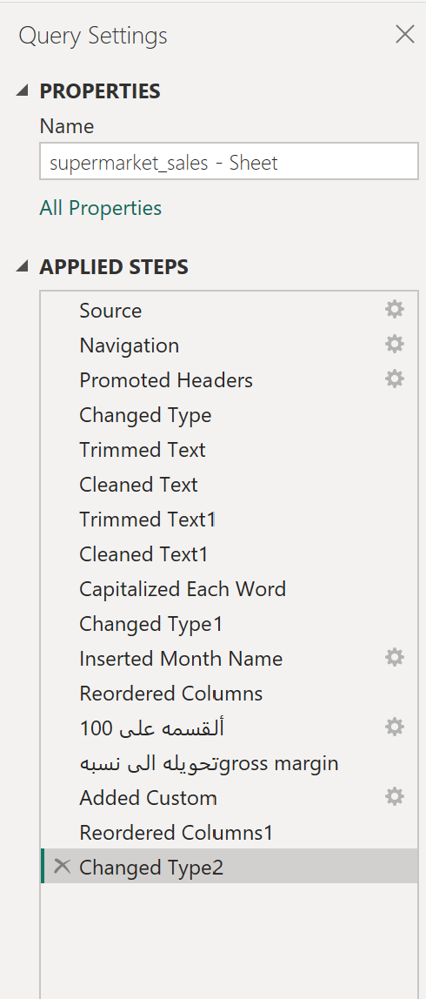 Query Settings
PROPERTIES
Name
supermarket_sales - Sheet
All Properties
APPLIED STEPS
Source
Navigation
Promoted Headers
Changed Type
Trimmed Text
Cleaned Text
Trimmed Text1
Cleaned Text1
Capitalized Each Word
Changed Type1
Inserted Month Name
Reordered Columns
ألقسمه على 100
تحويله الى نسبهgross margin
Added Custom
Reordered Columns1
Changed Type2